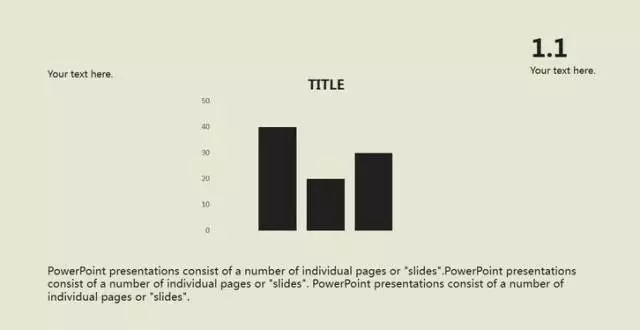 1.1
Your text here.
Your text here.
TITLE
50
40
30
20
10
0
PowerPoint presentations consist of a number of individual pages or "slides".PowerPoint presentations
consist of a number of individual pages or "slides". PowerPoint presentations consist of a number of
individual pages or "slides".